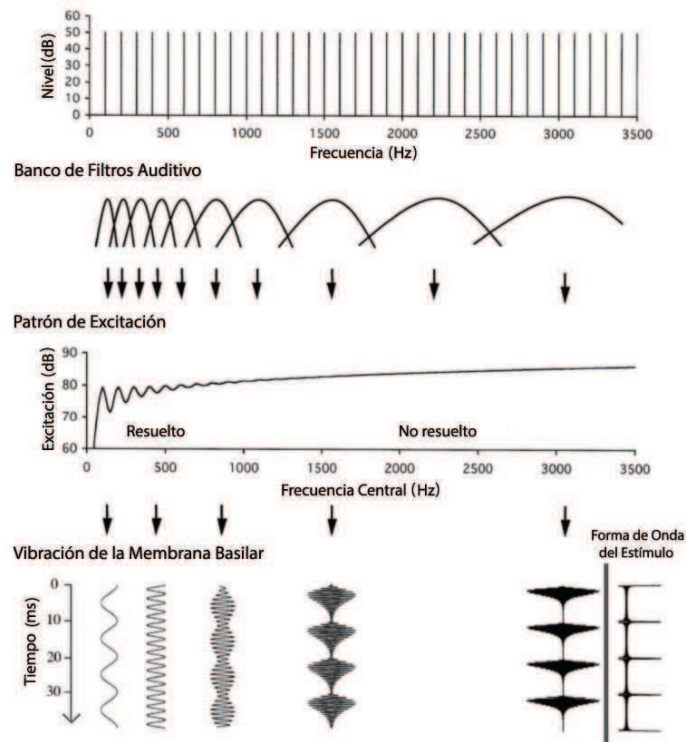 60
50
40
30
20
10
0
Nivel (dB)
0 500 1000 1500 2000 2500 3000 3500
Frecuencia (Hz)
Banco de Filtros Auditivo
Patrón de Excitación
90
80
70
60
Excitación (dB)
Resuelto No resuelto
0 500 1000 1500 2000 2500 3000 3500
Frecuencia Central (Hz)
Forma de Onda
del Estímulo
Vibración de la Membrana Basilar
0
10
20
30
Tiempo (ms)